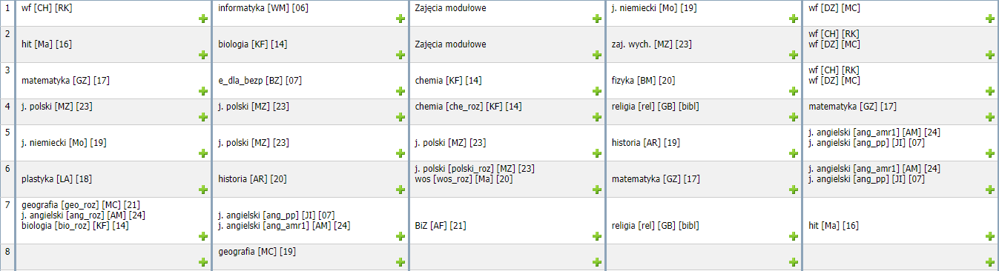 1
wf [CH] [RK]
informatyka [WM] [06]
Zajęcia modułowe
j. niemiecki [Mo] [19]
wf [DZ] [MC]
2
hit [Ma] [16]
biologia [KF] [14]
Zajęcia modułowe
zaj. wych. [MZ] [23]
wf [CH] [RK]
wf [DZ] [MC]
3
matematyka [GZ] [17]
e_dla_bezp [BZ] [07]
chemia [KF] [14]
fizyka [BM] [20]
wf [CH] [RK]
wf [DZ] [MC]
4
j. polski [MZ] [23]
j. polski [MZ] [23]
chemia [che_roz] [KF] [14]
religia [rel] [GB] [bibl]
matematyka [GZ] [17]
5
j. niemiecki [Mo] [19]
j. polski [MZ] [23]
j. polski [MZ] [23]
historia [AR] [19]
j. angielski [ang_amr1] [AM] [24]
j. angielski [ang_pp] [JI] [07]
6
plastyka [LA] [18]
historia [AR] [20]
j. polski [polski_roz] [MZ] [23]
wos [wos_roz] [Ma] [20]
matematyka [GZ] [17]
j. angielski [ang_amr1] [AM] [24]
j. angielski [ang_pp] [JI] [07]
7
geografia [geo_roz] [MC] [21]
j. angielski [ang_roz] [AM] [24]
biologia [bio_roz] [KF] [14]
j. angielski [ang_pp] [JI] [07]
j. angielski [ang_amr1] [AM] [24]
BiZ [AF] [21]
religia [rel] [GB] [bibl]
hit [Ma] [16]
8
geografia [MC] [19]